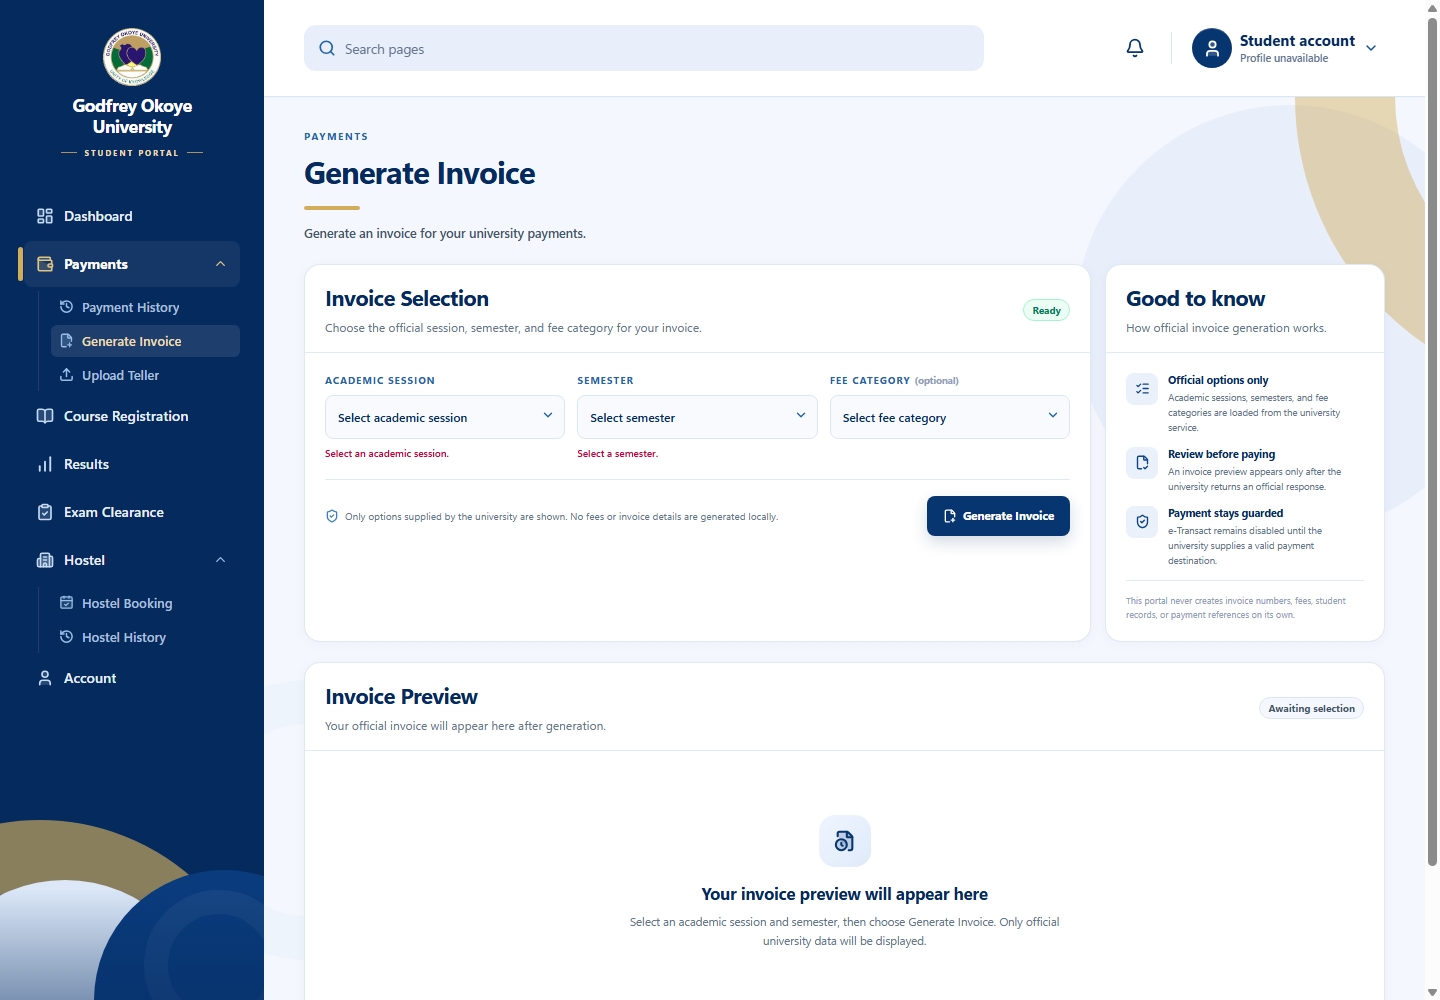 GODFREY OKOYE UNIVERSITY
UNITY OF KNOWLEDGE
Godfrey Okoye
University
STUDENT PORTAL
Dashboard
Payments
Payment History
Generate Invoice
Upload Teller
Course Registration
Results
Exam Clearance
Hostel
Hostel Booking
Hostel History
Account
Search pages
Student account
Profile unavailable
PAYMENTS
Generate Invoice
Generate an invoice for your university payments.
Invoice Selection
Choose the official session, semester, and fee category for your invoice.
Ready
ACADEMIC SESSION
SEMESTER
FEE CATEGORY (optional)
Select academic session
Select semester
Select fee category
Select an academic session.
Select a semester.
Only options supplied by the university are shown. No fees or invoice details are generated locally.
Generate Invoice
Good to know
How official invoice generation works.
Official options only
Academic sessions, semesters, and fee
categories are loaded from the university
service.
Review before paying
An invoice preview appears only after the
university returns an official response.
Payment stays guarded
e-Transact remains disabled until the
university supplies a valid payment
destination.
This portal never creates invoice numbers, fees, student
records, or payment references on its own.
Invoice Preview
Your official invoice will appear here after generation.
Awaiting selection
Your invoice preview will appear here
Select an academic session and semester, then choose Generate Invoice. Only official
university data will be displayed.